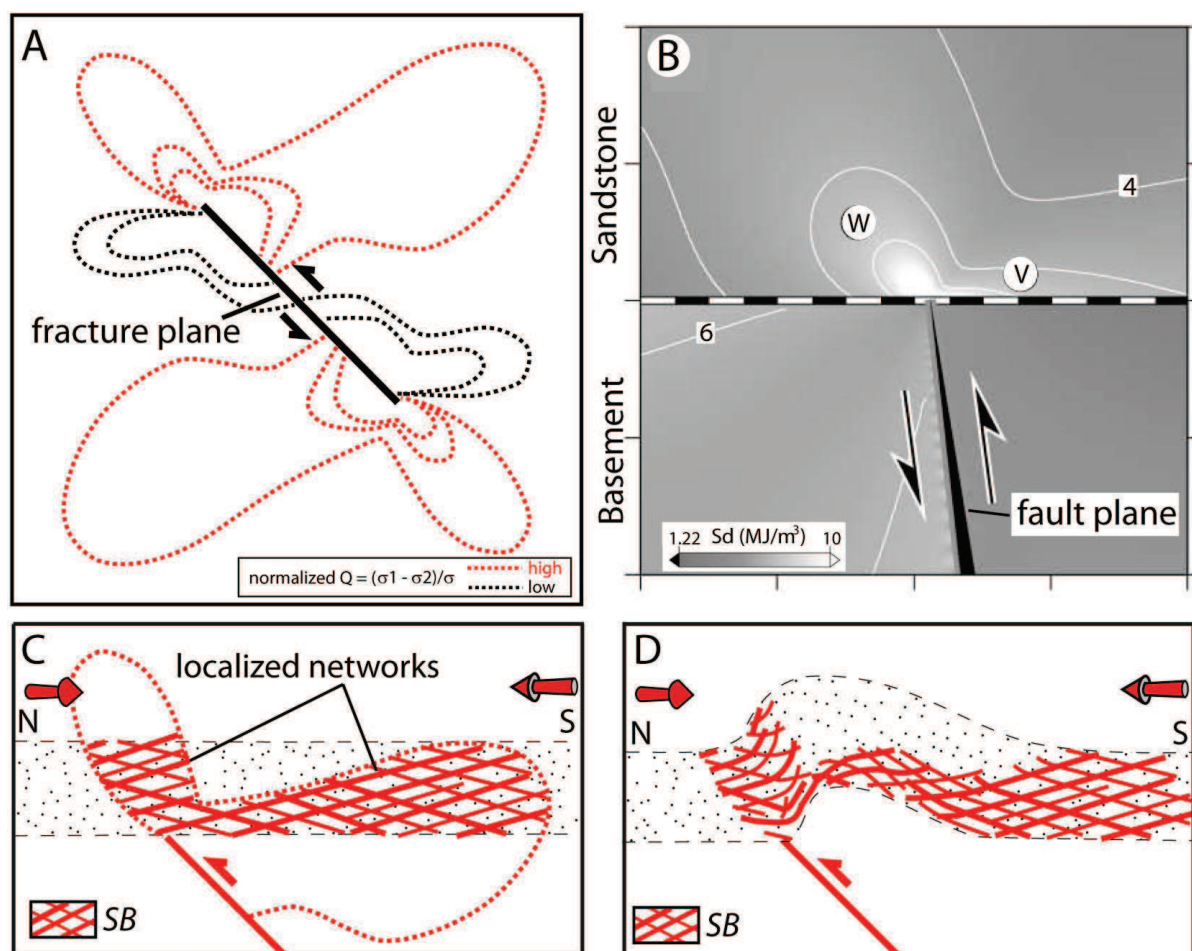 A
fracture plane
normalized Q = (σ1 - σ2)/σ
high
low
B
Sandstone
Basement
W
V
4
6
fault plane
1.22 Sd (MJ/m³) 10
C
localized networks
N
S
SB
D
N
S
SB